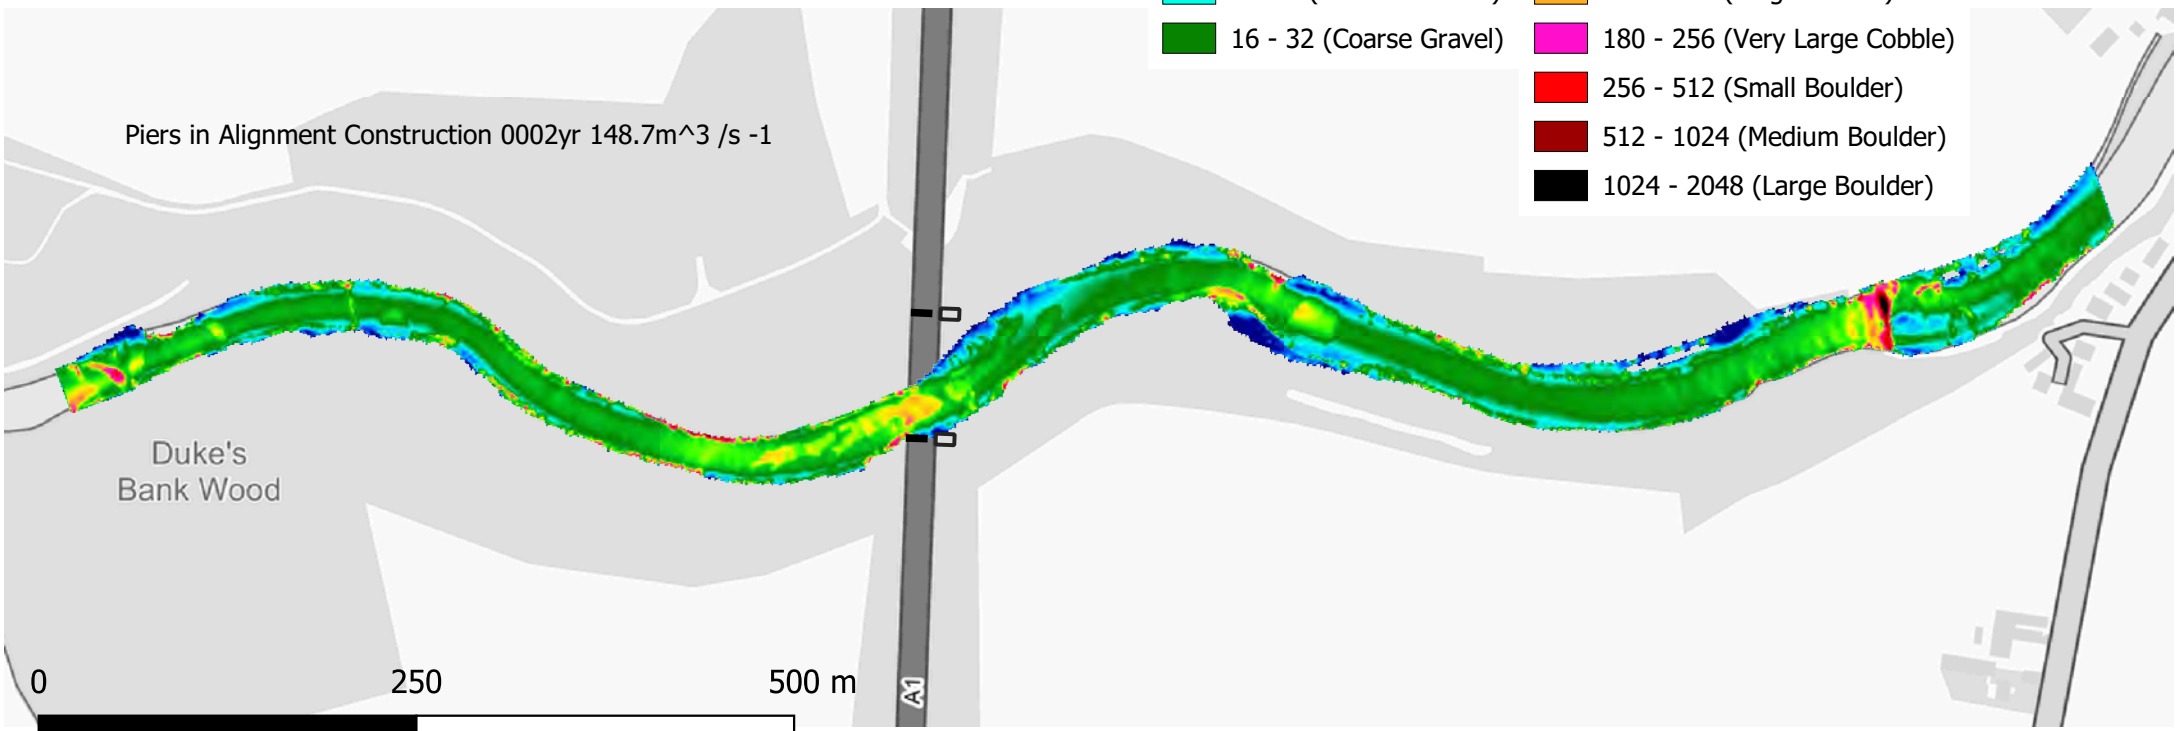 16 - 32 (Coarse Gravel)
180 - 256 (Very Large Cobble)
256 - 512 (Small Boulder)
512 - 1024 (Medium Boulder)
1024 - 2048 (Large Boulder)
Piers in Alignment Construction 0002yr 148.7m^3 /s -1
Duke's
Bank Wood
0 250 500 m
A1